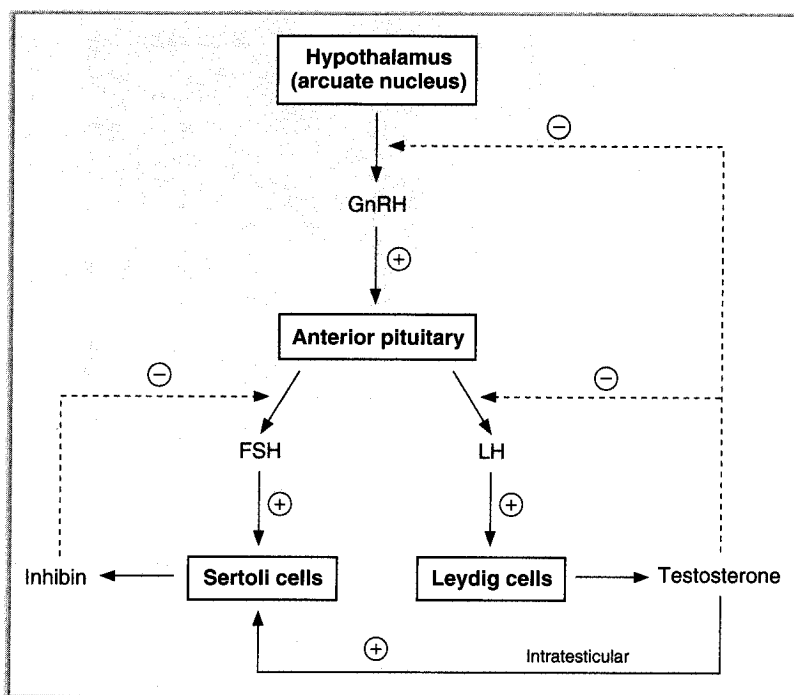 Hypothalamus
(arcuate nucleus)
−
GnRH
+
Anterior pituitary
−
−
FSH
LH
+
+
Inhibin
Sertoli cells
Leydig cells
Testosterone
+
Intratesticular